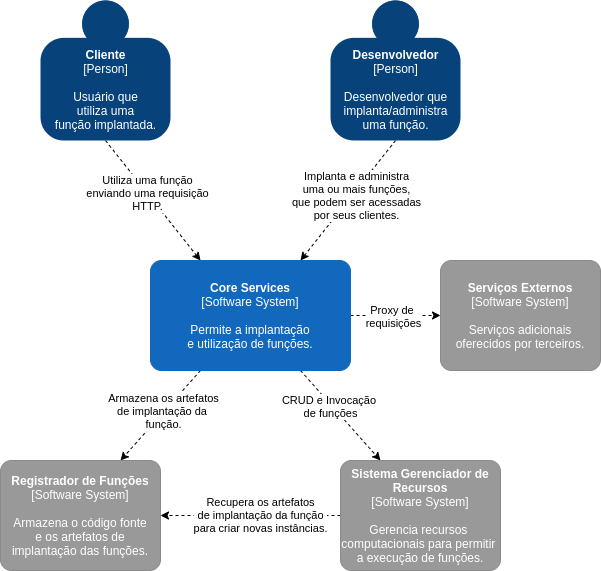 Cliente
[Person]
Usuário que
utiliza uma
função implantada.
Desenvolvedor
[Person]
Desenvolvedor que
implanta/administra
uma função.
Utiliza uma função
enviando uma requisição
HTTP.
Implanta e administra
uma ou mais funções,
que podem ser acessadas
por seus clientes.
Core Services
[Software System]
Permite a implantação
e utilização de funções.
Proxy de
requisições
Serviços Externos
[Software System]
Serviços adicionais
oferecidos por terceiros.
Armazena os artefatos
de implantação da
função.
CRUD e Invocação
de funções
Registrador de Funções
[Software System]
Armazena o código fonte
e os artefatos de
implantação das funções.
Recupera os artefatos
de implantação da função
para criar novas instâncias.
Sistema Gerenciador de
Recursos
[Software System]
Gerencia recursos
computacionais para permitir
a execução de funções.